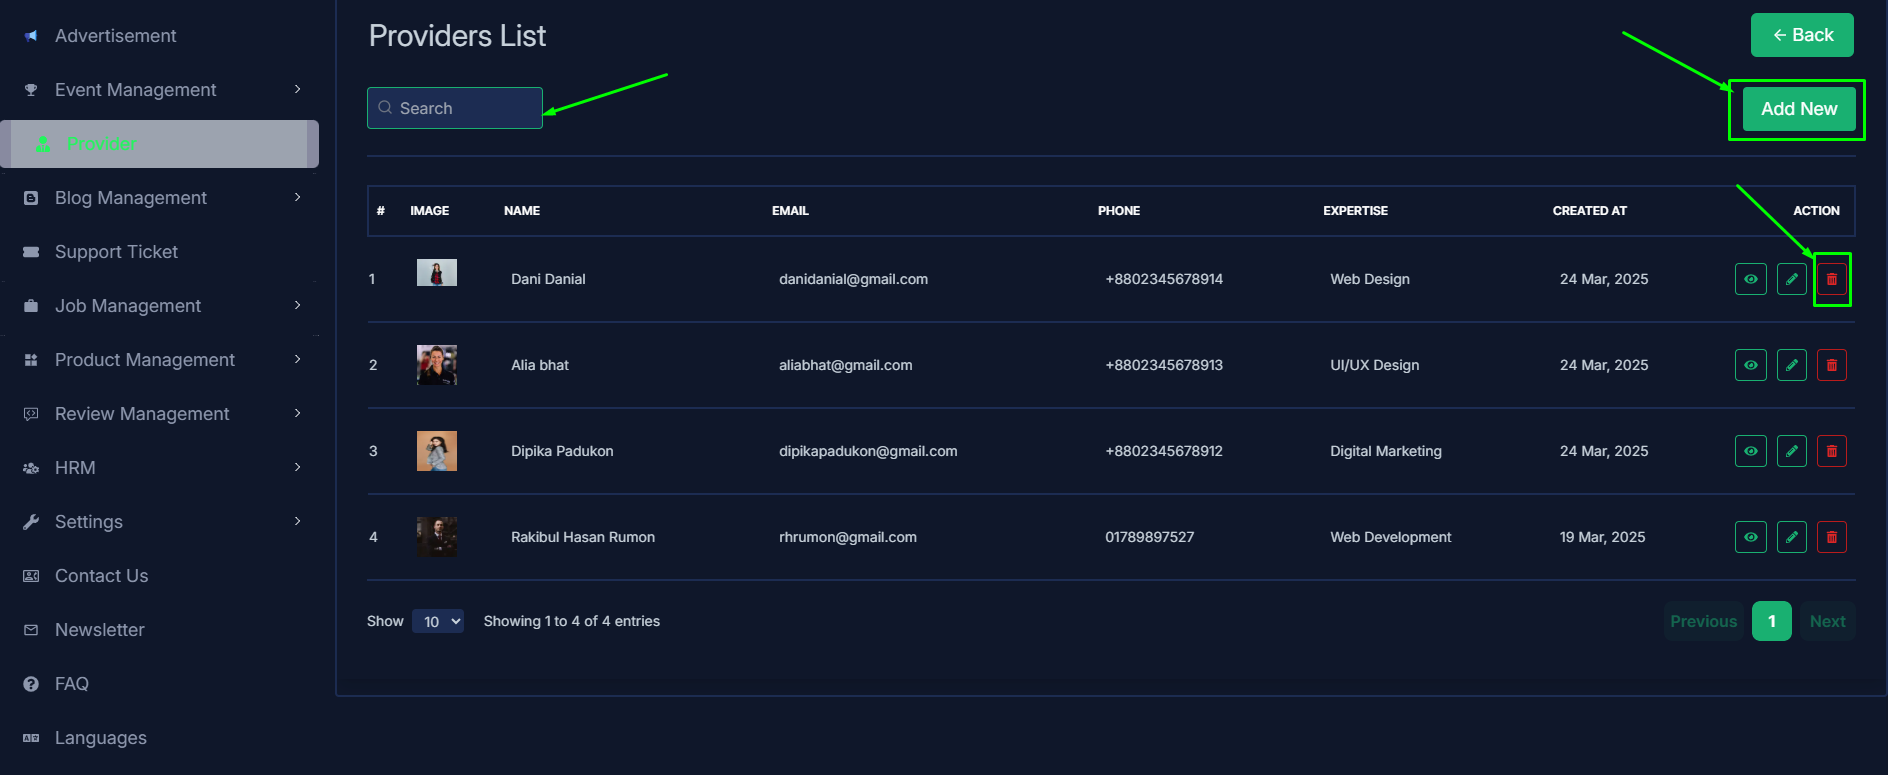 Advertisement
Event Management
Provider
Blog Management
Support Ticket
Job Management
Product Management
Review Management
HRM
Settings
Contact Us
Newsletter
FAQ
Languages
Providers List
Back
Search
Add New
# IMAGE NAME EMAIL PHONE EXPERTISE CREATED AT ACTION
1 Dani Danial danidanial@gmail.com +8802345678914 Web Design 24 Mar, 2025
2 Alia bhat aliabhat@gmail.com +8802345678913 UI/UX Design 24 Mar, 2025
3 Dipika Padukon dipikapadukon@gmail.com +8802345678912 Digital Marketing 24 Mar, 2025
4 Rakibul Hasan Rumon rhrumon@gmail.com 01789897527 Web Development 19 Mar, 2025
Show 10 Showing 1 to 4 of 4 entries Previous 1 Next